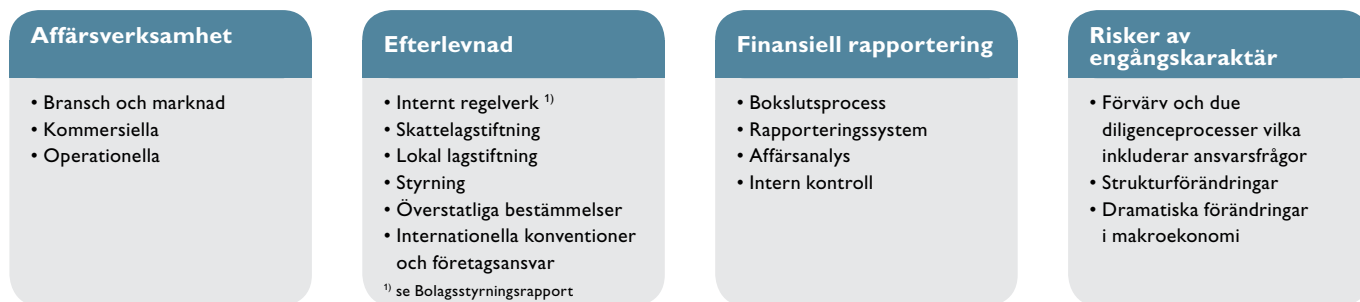 Affärsverksamhet
• Bransch och marknad
• Kommersiella
• Operationella
Efterlevnad
• Internt regelverk ¹⁾
• Skattelagstiftning
• Lokal lagstiftning
• Styrning
• Överstatliga bestämmelser
• Internationella konventioner
och företagsansvar
¹⁾ se Bolagsstyrningsrapport
Finansiell rapportering
• Bokslutsprocess
• Rapporteringssystem
• Affärsanalys
• Intern kontroll
Risker av
engångskaraktär
• Förvärv och due
diligenceprocesser vilka
inkluderar ansvarsfrågor
• Strukturförändringar
• Dramatiska förändringar
i makroekonomi